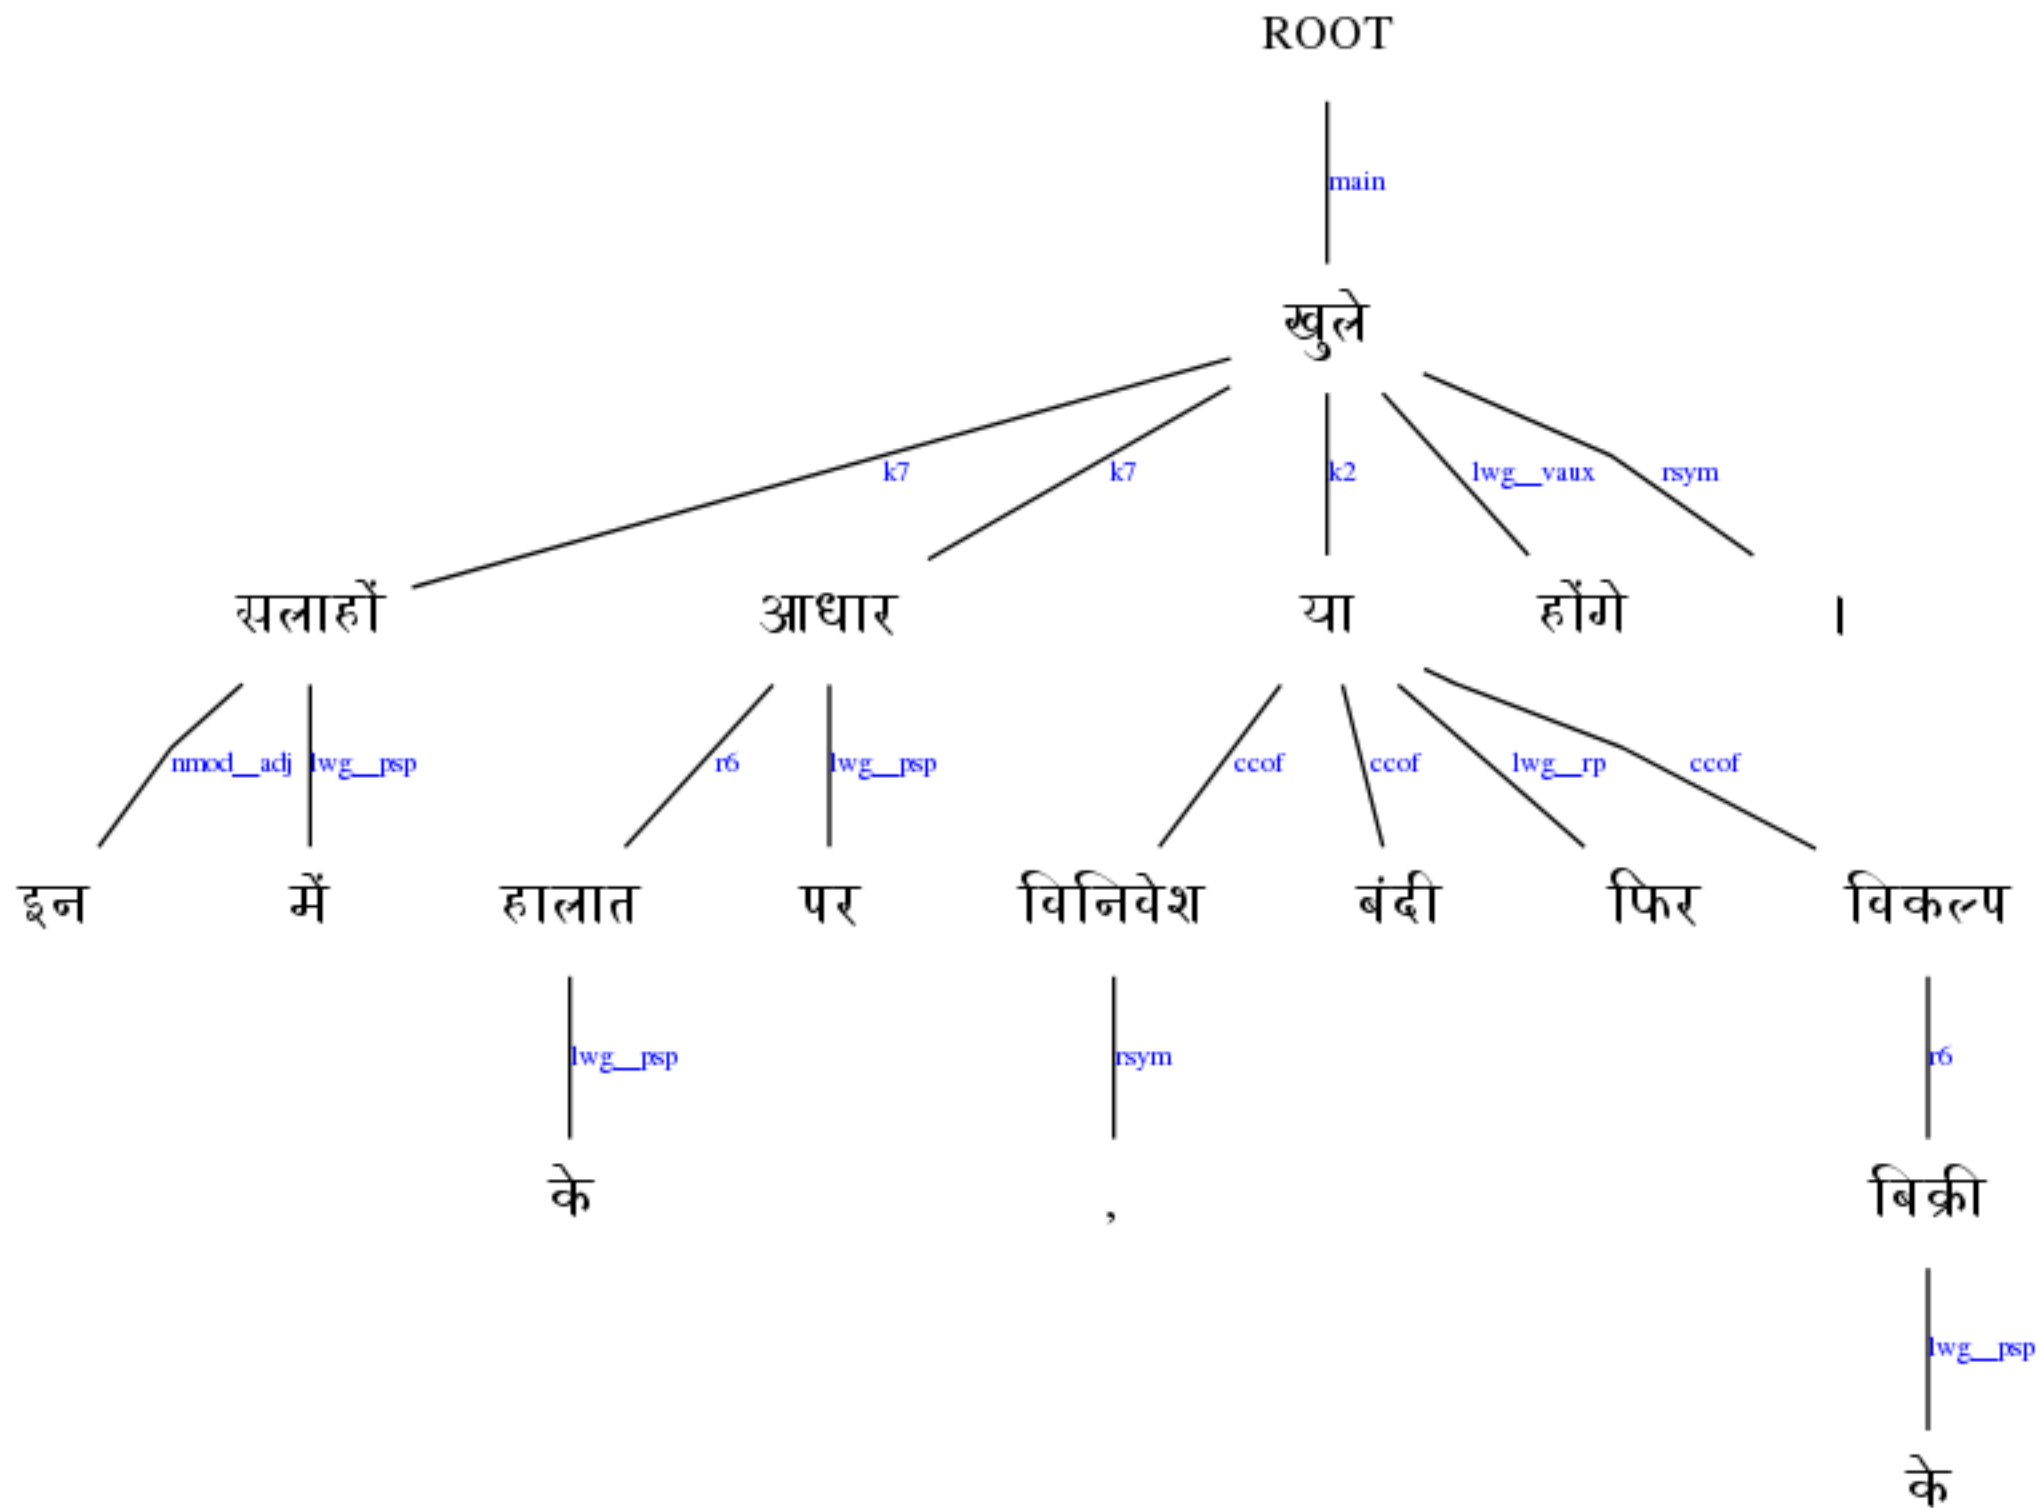 ROOT
main
खुले
k7 k7 k2 lwg__vaux rsym
सलाहों आधार या होंगे ।
nmod__adj lwg__psp r6 lwg__psp ccof ccof lwg__rp ccof
इन में हालात पर विनिवेश बंदी फिर विकल्प
lwg__psp rsym r6
के , बिक्री
lwg__psp
के